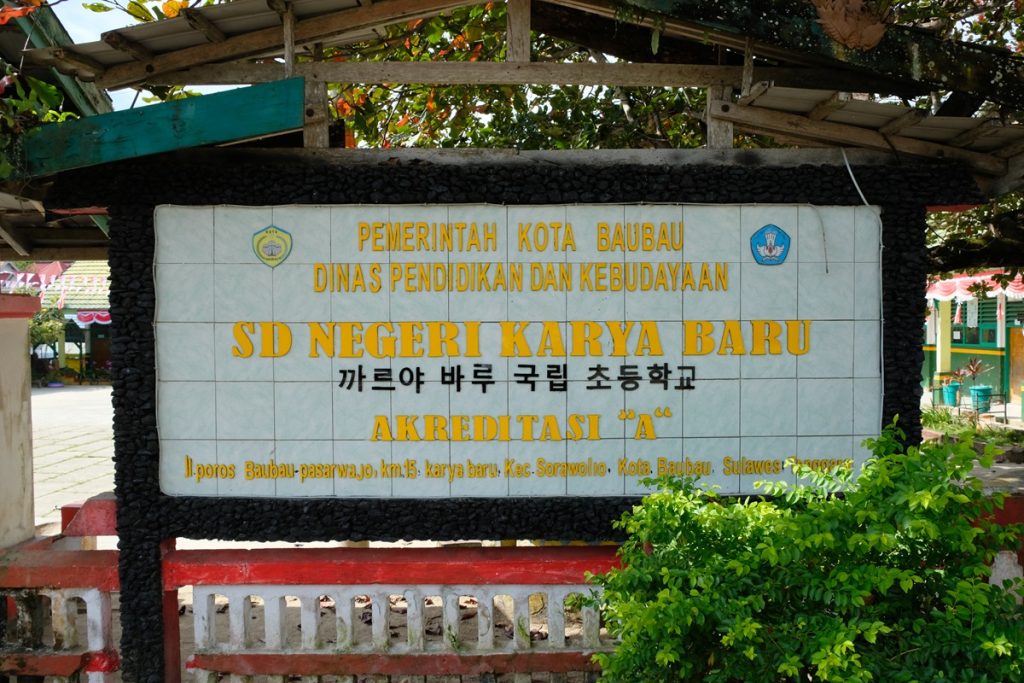 PEMERINTAH KOTA BAUBAU
DINAS PENDIDIKAN DAN KEBUDAYAAN
SD NEGERI KARYA BARU
까르야 바루 국립 초등학교
AKREDITASI "A"
Jl.poros Baubau-pasarwajo, km.15. karya baru, Kec.Sorawolio, Kota Baubau,